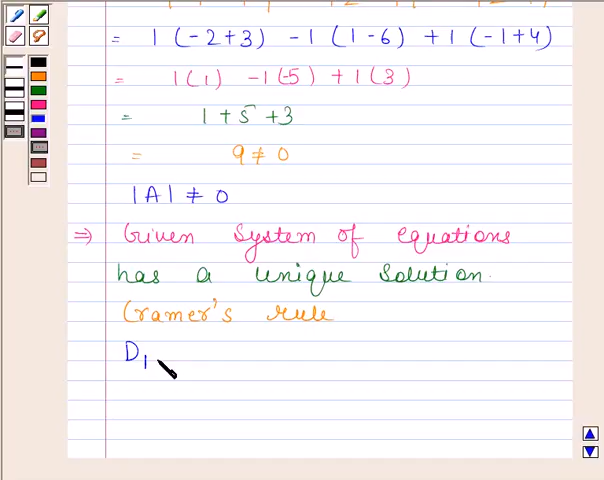 = 1 (-2+3) -1 (1-6) +1 (-1+4)
= 1(1) -1(-5) +1(3)
= 1+5+3
= 9 ≠ 0
|A| ≠ 0
⇒ Given system of equations
has a unique solution.
Cramer's rule
D1